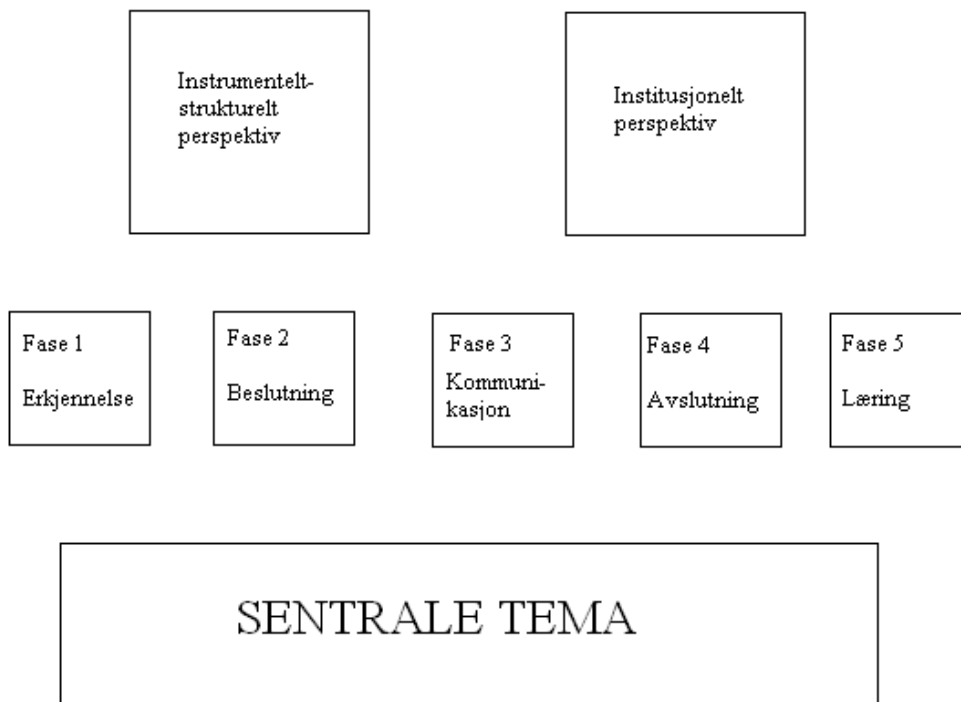 Instrumentelt-
strukturelt
perspektiv
Institusjonelt
perspektiv
Fase 1
Erkjennelse
Fase 2
Beslutning
Fase 3
Kommuni-
kasjon
Fase 4
Avslutning
Fase 5
Læring
SENTRALE TEMA